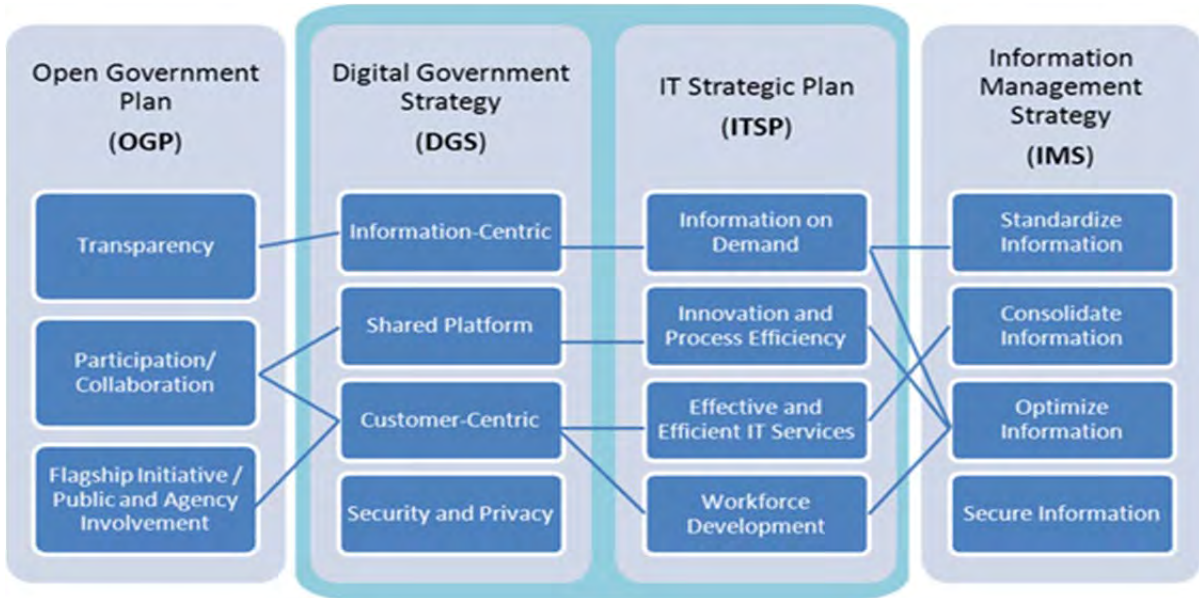 Open Government
Plan
(OGP)
Transparency
Participation/
Collaboration
Flagship Initiative /
Public and Agency
Involvement
Digital Government
Strategy
(DGS)
Information-Centric
Shared Platform
Customer-Centric
Security and Privacy
IT Strategic Plan
(ITSP)
Information on
Demand
Innovation and
Process Efficiency
Effective and
Efficient IT Services
Workforce
Development
Information
Management
Strategy
(IMS)
Standardize
Information
Consolidate
Information
Optimize
Information
Secure Information